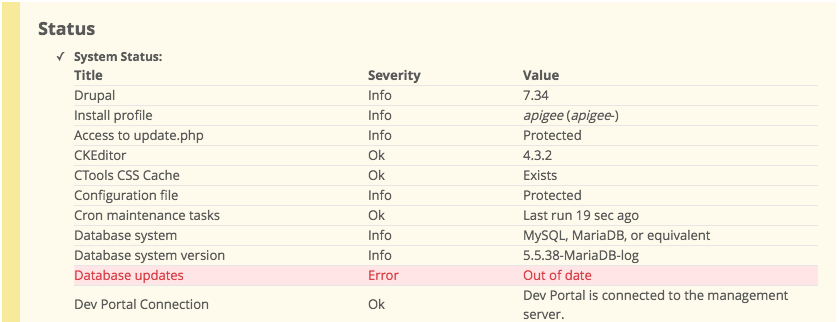 Status
✓ System Status:
Title Severity Value
Drupal Info 7.34
Install profile Info apigee (apigee-)
Access to update.php Info Protected
CKEditor Ok 4.3.2
CTools CSS Cache Ok Exists
Configuration file Info Protected
Cron maintenance tasks Ok Last run 19 sec ago
Database system Info MySQL, MariaDB, or equivalent
Database system version Info 5.5.38-MariaDB-log
Database updates Error Out of date
Dev Portal Connection Ok Dev Portal is connected to the management
server.